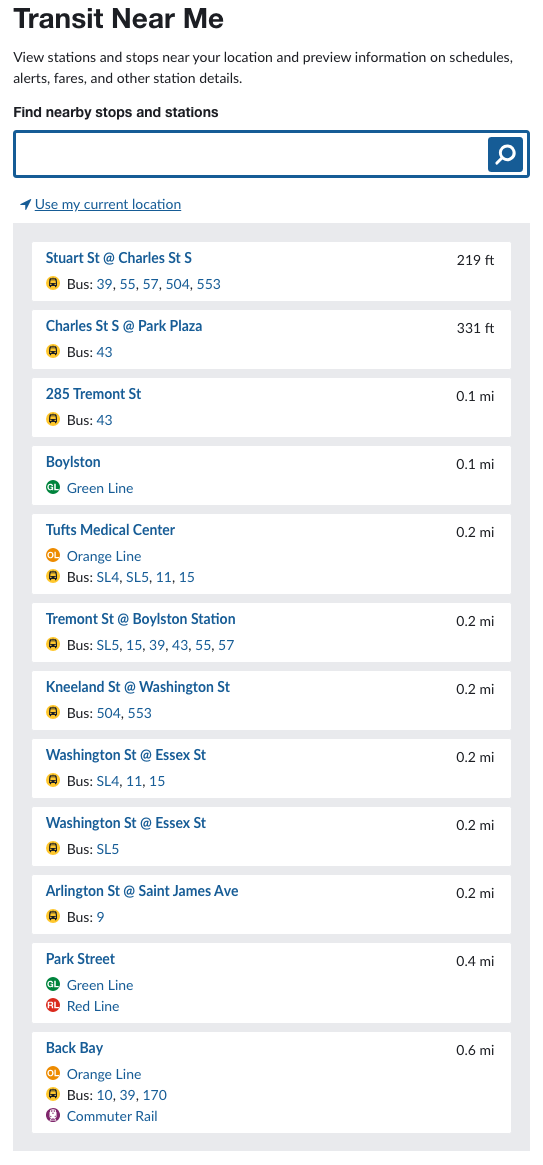 Transit Near Me
View stations and stops near your location and preview information on schedules,
alerts, fares, and other station details.
Find nearby stops and stations
Use my current location
Stuart St @ Charles St S 219 ft
Bus: 39, 55, 57, 504, 553
Charles St S @ Park Plaza 331 ft
Bus: 43
285 Tremont St 0.1 mi
Bus: 43
Boylston 0.1 mi
GL Green Line
Tufts Medical Center 0.2 mi
OL Orange Line
Bus: SL4, SL5, 11, 15
Tremont St @ Boylston Station 0.2 mi
Bus: SL5, 15, 39, 43, 55, 57
Kneeland St @ Washington St 0.2 mi
Bus: 504, 553
Washington St @ Essex St 0.2 mi
Bus: SL4, 11, 15
Washington St @ Essex St 0.2 mi
Bus: SL5
Arlington St @ Saint James Ave 0.2 mi
Bus: 9
Park Street 0.4 mi
GL Green Line
RL Red Line
Back Bay 0.6 mi
OL Orange Line
Bus: 10, 39, 170
Commuter Rail